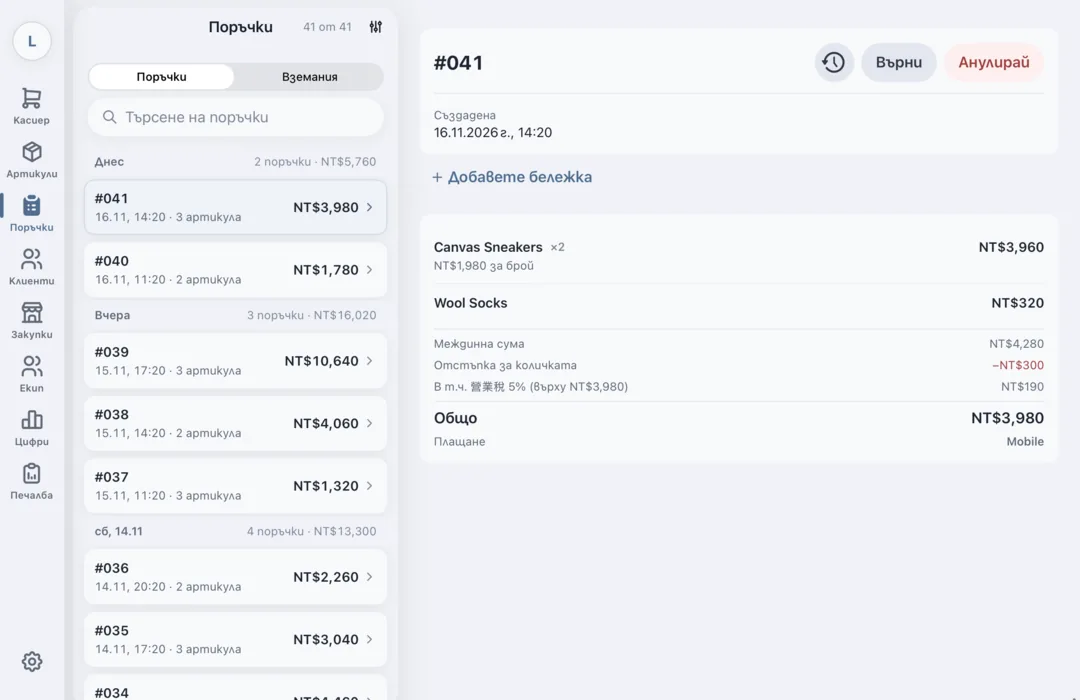 L
Касиер
Артикули
Поръчки
Клиенти
Закупки
Екип
Цифри
Печалба
Поръчки
41 от 41
Поръчки
Вземания
Търсене на поръчки
Днес
2 поръчки · NT$5,760
#041
16.11, 14:20 · 3 артикула
NT$3,980
#040
16.11, 11:20 · 2 артикула
NT$1,780
Вчера
3 поръчки · NT$16,020
#039
15.11, 17:20 · 3 артикула
NT$10,640
#038
15.11, 14:20 · 2 артикула
NT$4,060
#037
15.11, 11:20 · 3 артикула
NT$1,320
сб, 14.11
4 поръчки · NT$13,300
#036
14.11, 20:20 · 2 артикула
NT$2,260
#035
14.11, 17:20 · 3 артикула
NT$3,040
#034
#041
Върни
Анулирай
Създадена
16.11.2026 г., 14:20
+ Добавете бележка
Canvas Sneakers ×2
NT$3,960
NT$1,980 за брой
Wool Socks
NT$320
Междинна сума
NT$4,280
Отстъпка за количката
−NT$300
В т.ч. 營業稅 5% (върху NT$3,980)
NT$190
Общо
NT$3,980
Плащане
Mobile